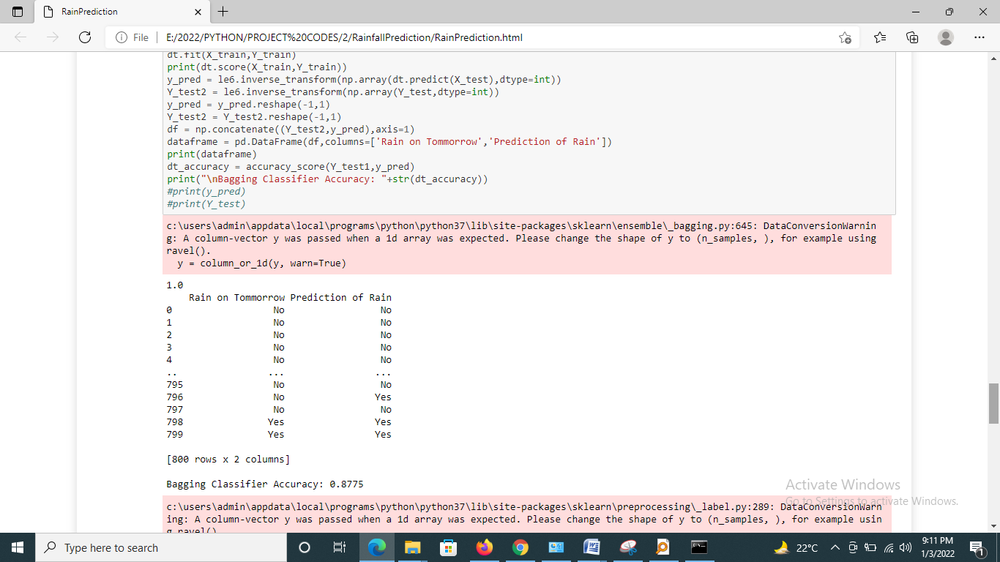 RainPrediction
File
E:/2022/PYTHON/PROJECT%20CODES/2/RainfallPrediction/RainPrediction.html
dt.fit(X_train,Y_train)
print(dt.score(X_train,Y_train))
y_pred = le6.inverse_transform(np.array(dt.predict(X_test),dtype=int))
Y_test2 = le6.inverse_transform(np.array(Y_test,dtype=int))
y_pred = y_pred.reshape(-1,1)
Y_test2 = Y_test2.reshape(-1,1)
df = np.concatenate((Y_test2,y_pred),axis=1)
dataframe = pd.DataFrame(df,columns=['Rain on Tommorrow','Prediction of Rain'])
print(dataframe)
dt_accuracy = accuracy_score(Y_test1,y_pred)
print("\nBagging Classifier Accuracy: "+str(dt_accuracy))
#print(y_pred)
#print(Y_test)
c:\users\admin\appdata\local\programs\python\python37\lib\site-packages\sklearn\ensemble\_bagging.py:645: DataConversionWarnin
g: A column-vector y was passed when a 1d array was expected. Please change the shape of y to (n_samples, ), for example using
ravel().
  y = column_or_1d(y, warn=True)
1.0
    Rain on Tommorrow Prediction of Rain
0                  No                 No
1                  No                 No
2                  No                 No
3                  No                 No
4                  No                 No
..                ...                ...
795                No                 No
796                No                Yes
797                No                 No
798               Yes                Yes
799               Yes                Yes
[800 rows x 2 columns]
Bagging Classifier Accuracy: 0.8775
Activate Windows
Go to Settings to activate Windows.
c:\users\admin\appdata\local\programs\python\python37\lib\site-packages\sklearn\preprocessing\_label.py:289: DataConversionWarn
ing: A column-vector y was passed when a 1d array was expected. Please change the shape of y to (n_samples, ), for example usin
g ravel()
Type here to search
22°C
9:11 PM
1/3/2022
1